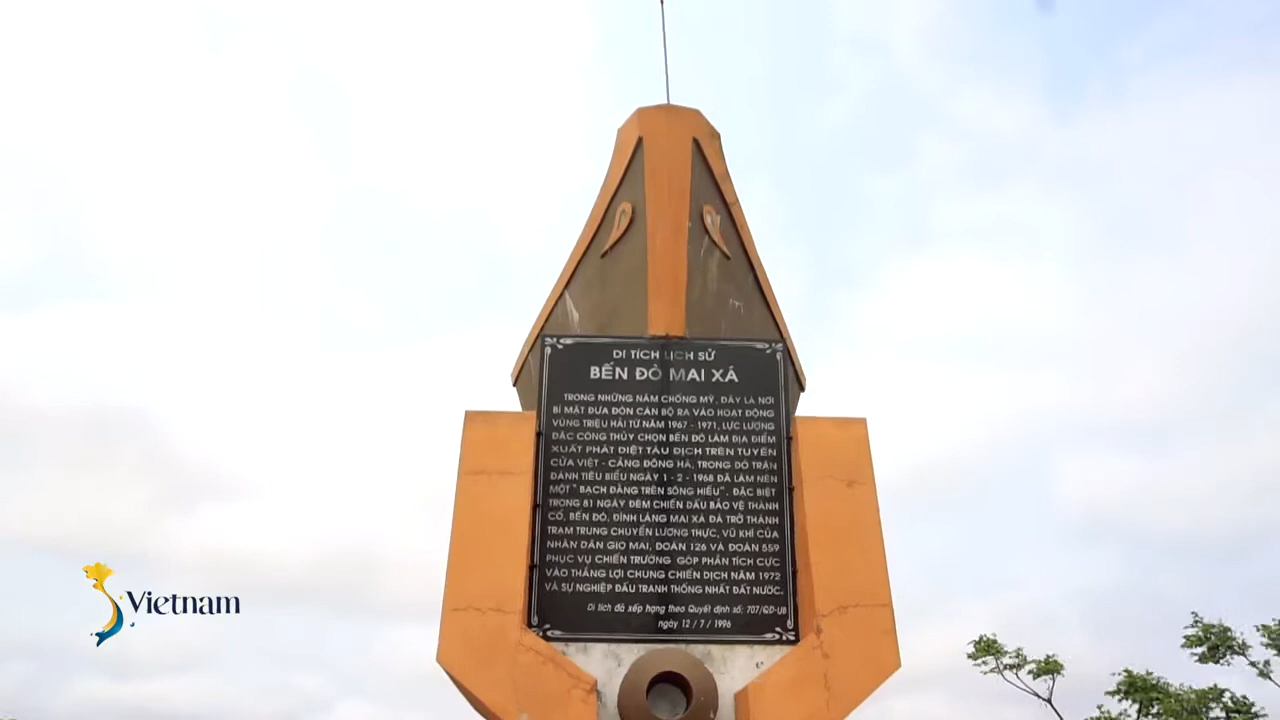 DI TÍCH LỊCH SỬ
BẾN ĐÒ MAI XÁ
TRONG NHỮNG NĂM CHỐNG MỸ, ĐÂY LÀ NƠI
BÍ MẬT ĐƯA ĐÓN CÁN BỘ RA VÀO HOẠT ĐỘNG
VÙNG TRIỆU HẢI TỪ NĂM 1967 - 1971, LỰC LƯỢNG
ĐẶC CÔNG THỦY CHỌN BẾN ĐÒ LÀM ĐỊA ĐIỂM
XUẤT PHÁT DIỆT TÀU ĐỊCH TRÊN TUYẾN
CỬA VIỆT - CẢNG ĐÔNG HÀ, TRONG ĐÓ TRẬN
ĐÁNH TIÊU BIỂU NGÀY 1 - 2 - 1968 ĐÃ LÀM NÊN
MỘT " BẠCH ĐẰNG TRÊN SÔNG HIẾU". ĐẶC BIỆT
TRONG 81 NGÀY ĐÊM CHIẾN ĐẤU BẢO VỆ THÀNH
CỔ, BẾN ĐÒ, ĐÌNH LÀNG MAI XÁ ĐÃ TRỞ THÀNH
TRẠM TRUNG CHUYỂN LƯƠNG THỰC, VŨ KHÍ CỦA
NHÂN DÂN GIO MAI, ĐOÀN 126 VÀ ĐOÀN 559
PHỤC VỤ CHIẾN TRƯỜNG GÓP PHẦN TÍCH CỰC
VÀO THẮNG LỢI CHUNG CHIẾN DỊCH NĂM 1972
VÀ SỰ NGHIỆP ĐẤU TRANH THỐNG NHẤT ĐẤT NƯỚC.
Di tích đã xếp hạng theo Quyết định số: 707/QĐ-UB
ngày 12 / 7 / 1996
Vietnam